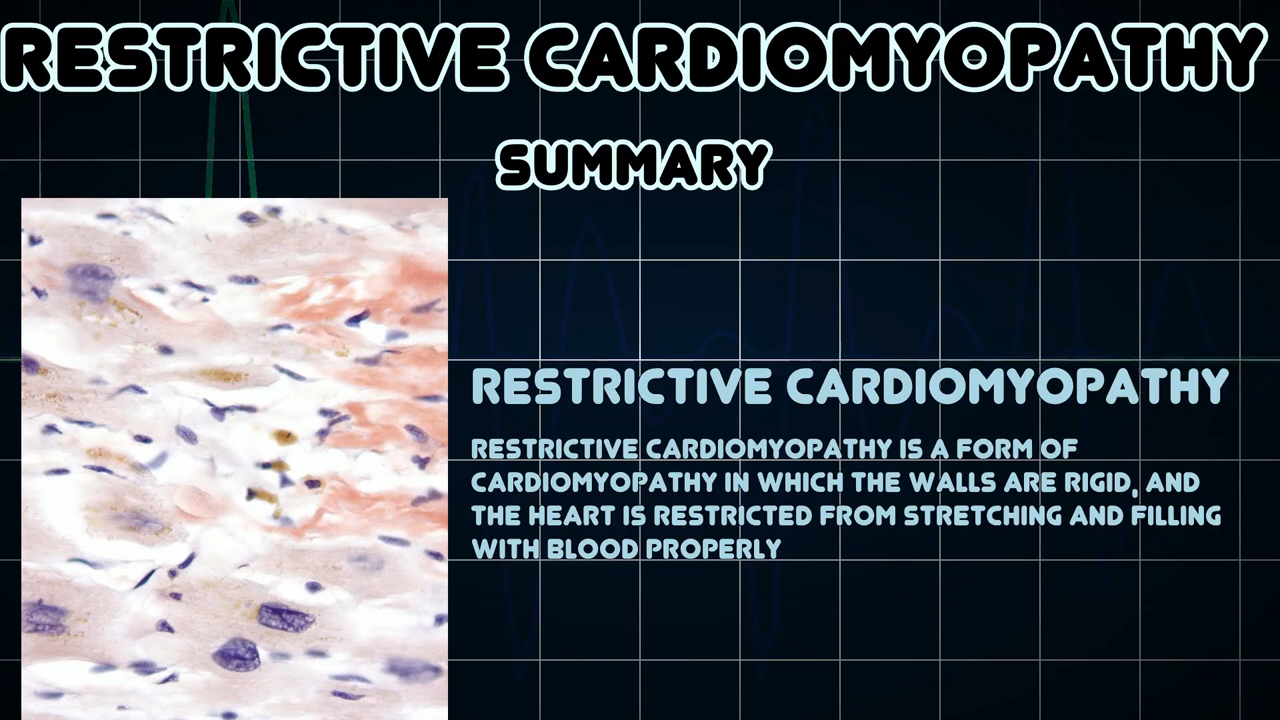 RESTRICTIVE CARDIOMYOPATHY
SUMMARY
RESTRICTIVE CARDIOMYOPATHY
RESTRICTIVE CARDIOMYOPATHY IS A FORM OF
CARDIOMYOPATHY IN WHICH THE WALLS ARE RIGID, AND
THE HEART IS RESTRICTED FROM STRETCHING AND FILLING
WITH BLOOD PROPERLY